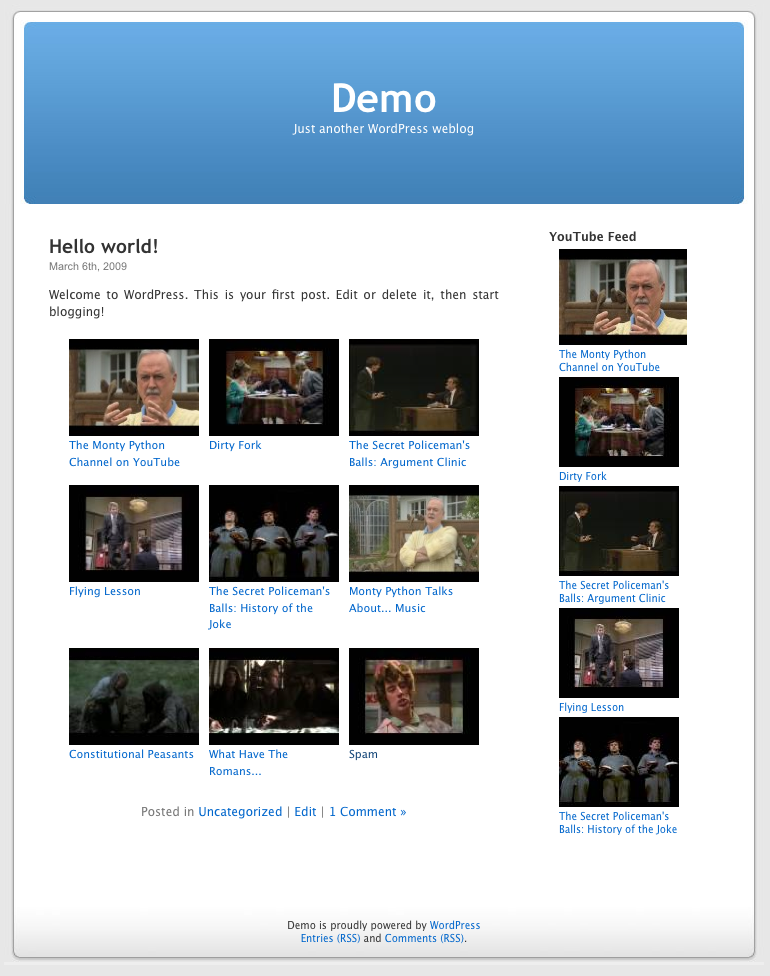 Demo
Just another WordPress weblog
Hello world!
March 6th, 2009
Welcome to WordPress. This is your first post. Edit or delete it, then start
blogging!
The Monty Python
Channel on YouTube
Dirty Fork
The Secret Policeman's
Balls: Argument Clinic
Flying Lesson
The Secret Policeman's
Balls: History of the
Joke
Monty Python Talks
About... Music
Constitutional Peasants
What Have The
Romans...
Spam
Posted in Uncategorized | Edit | 1 Comment »
YouTube Feed
The Monty Python
Channel on YouTube
Dirty Fork
The Secret Policeman's
Balls: Argument Clinic
Flying Lesson
The Secret Policeman's
Balls: History of the Joke
Demo is proudly powered by WordPress
Entries (RSS) and Comments (RSS).